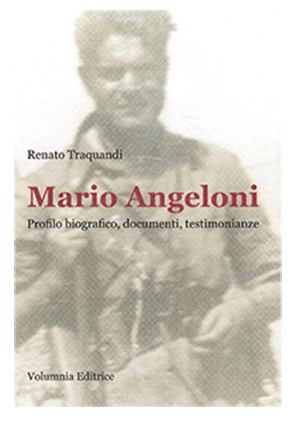 Renato Traquandi
Mario Angeloni
Profilo biografico, documenti, testimonianze
Volumnia Editrice